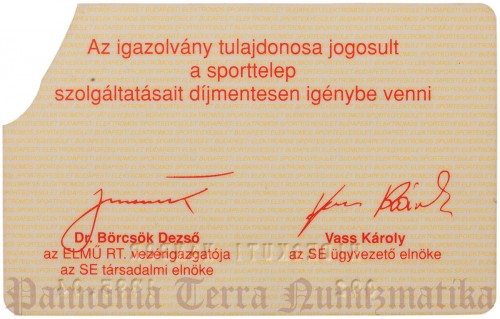 Az igazolvány tulajdonosa jogosult
a sporttelep
szolgáltatásait díjmentesen igénybe venni
Dr. Börcsök Dezső
az ELMŰ RT. vezérigazgatója
az SE társadalmi elnöke
Vass Károly
az SE ügyvezető elnöke
Pannonia Terra Numizmatika